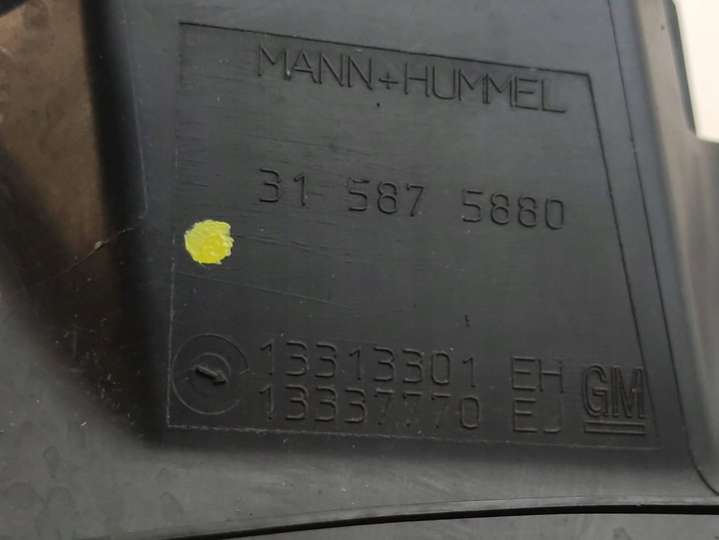 MANN+HUMMEL
31 587 5880
13313301 EH
13337770 EJ
GM